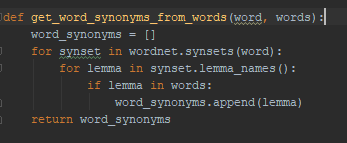 def get_word_synonyms_from_words(word, words):
    word_synonyms = []
    for synset in wordnet.synsets(word):
        for lemma in synset.lemma_names():
            if lemma in words:
                word_synonyms.append(lemma)
    return word_synonyms